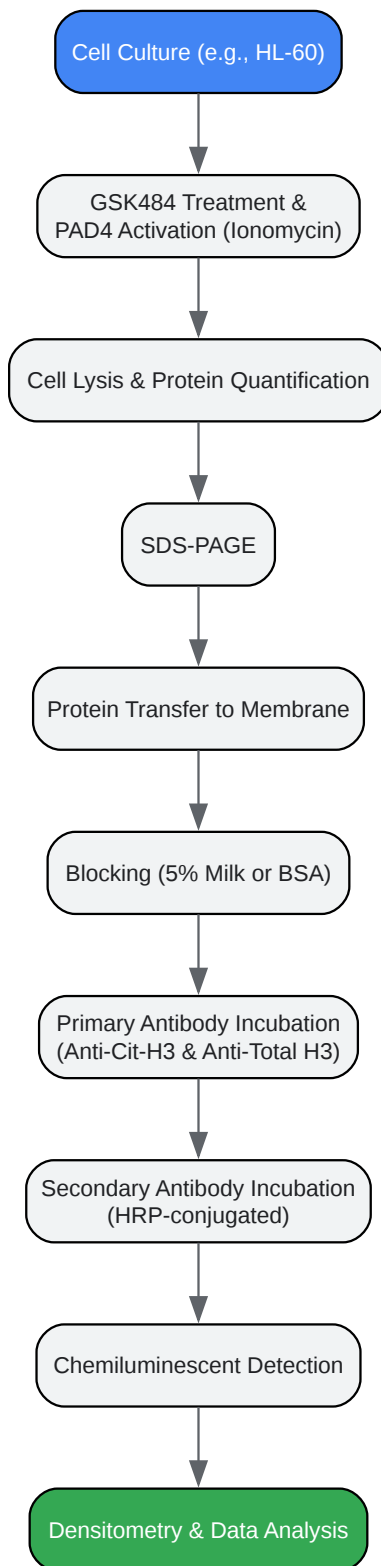 Cell Culture (e.g., HL-60)
GSK484 Treatment &
PAD4 Activation (Ionomycin)
Cell Lysis & Protein Quantification
SDS-PAGE
Protein Transfer to Membrane
Blocking (5% Milk or BSA)
Primary Antibody Incubation
(Anti-Cit-H3 & Anti-Total H3)
Secondary Antibody Incubation
(HRP-conjugated)
Chemiluminescent Detection
Densitometry & Data Analysis